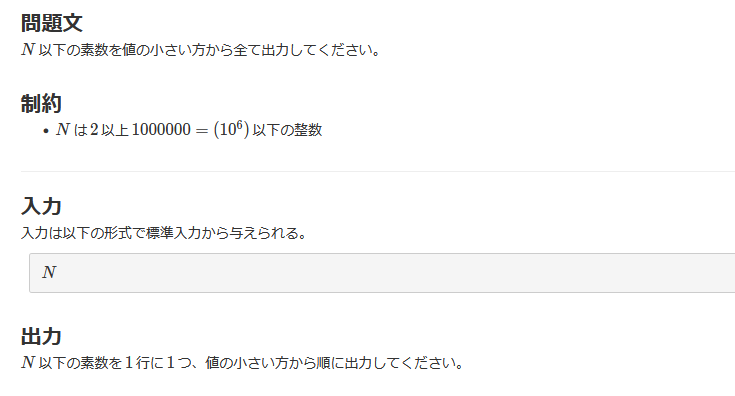 問題文
N 以下の素数を値の小さい方から全て出力してください。
制約
• N は 2 以上 1000000 = (10⁶) 以下の整数
入力
入力は以下の形式で標準入力から与えられる。
N
出力
N 以下の素数を 1 行に 1 つ、値の小さい方から順に出力してください。